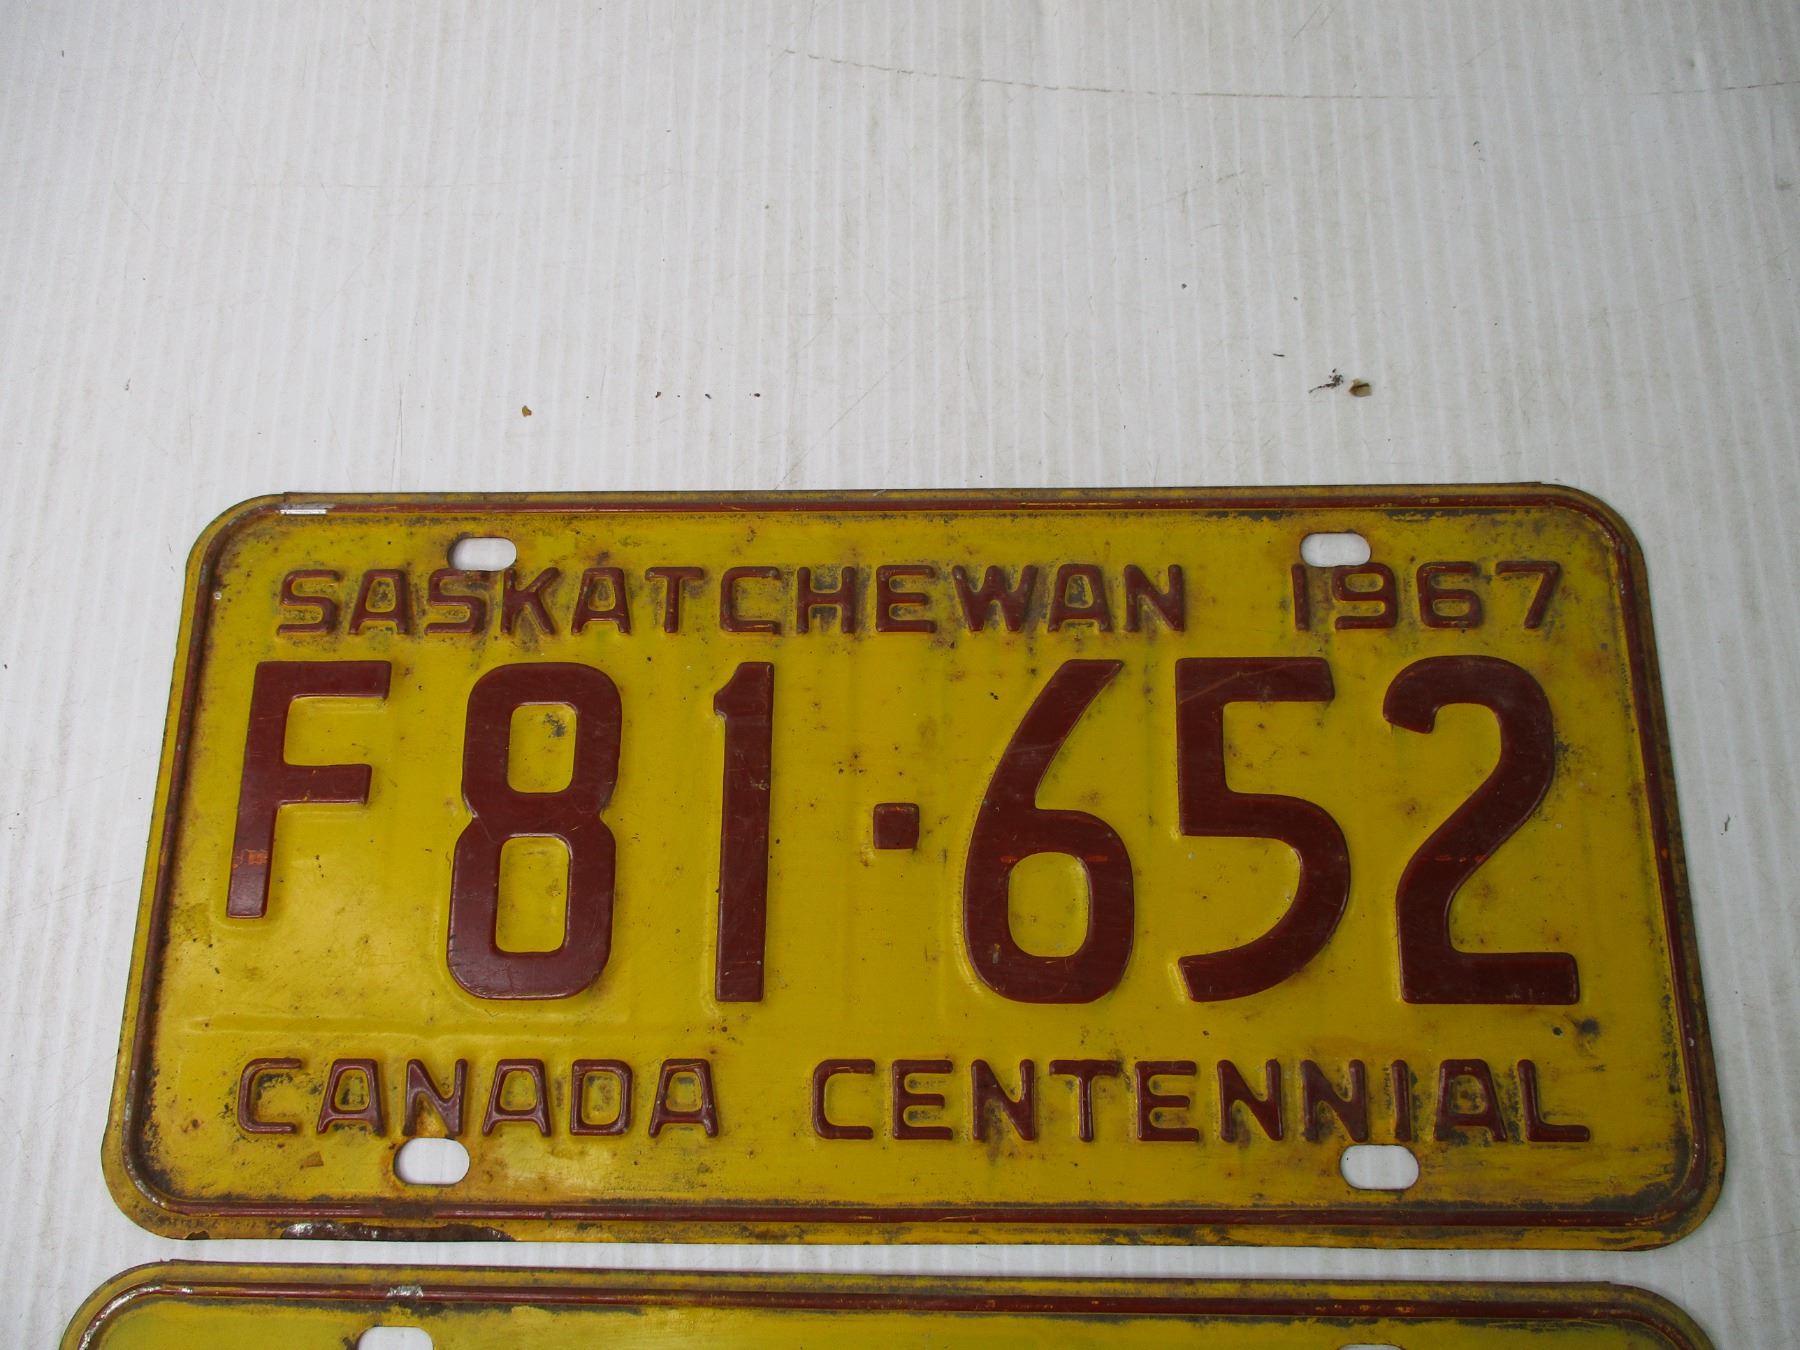 SASKATCHEWAN 1967
F81·652
CANADA CENTENNIAL